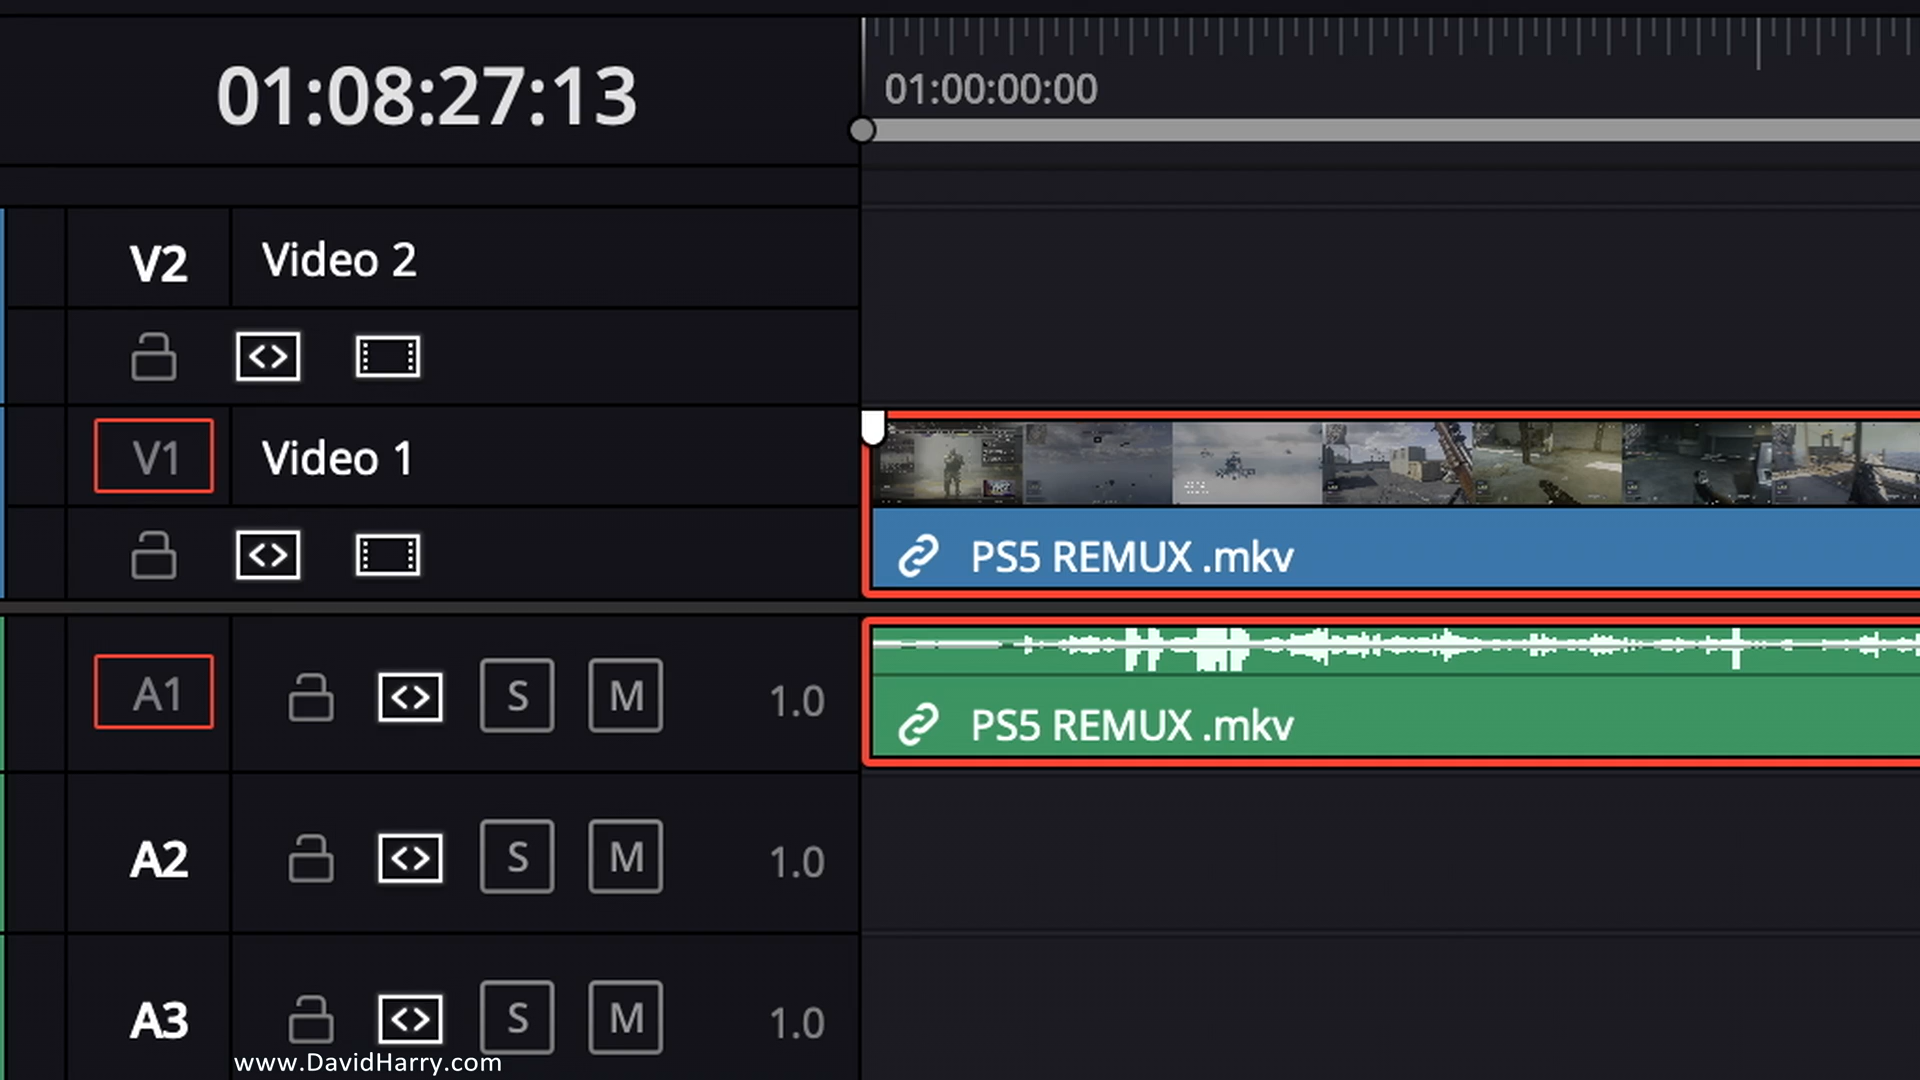 01:08:27:13
01:00:00:00
V2 Video 2
V1 Video 1
PS5 REMUX .mkv
A1 S M 1.0
PS5 REMUX .mkv
A2 S M 1.0
A3 S M 1.0
www.DavidHarry.com